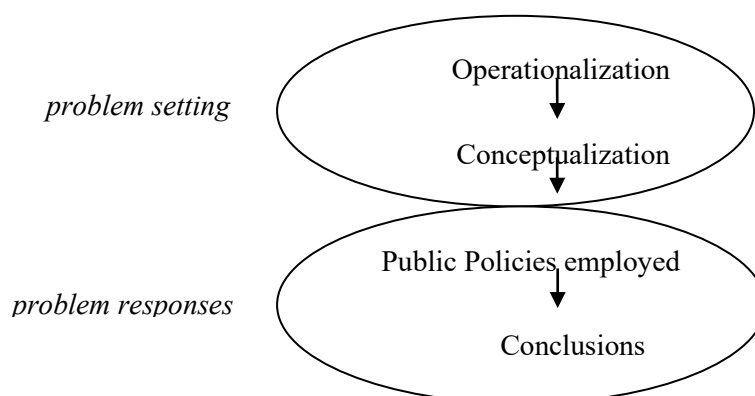 Operationalization
problem setting
Conceptualization
Public Policies employed
problem responses
Conclusions